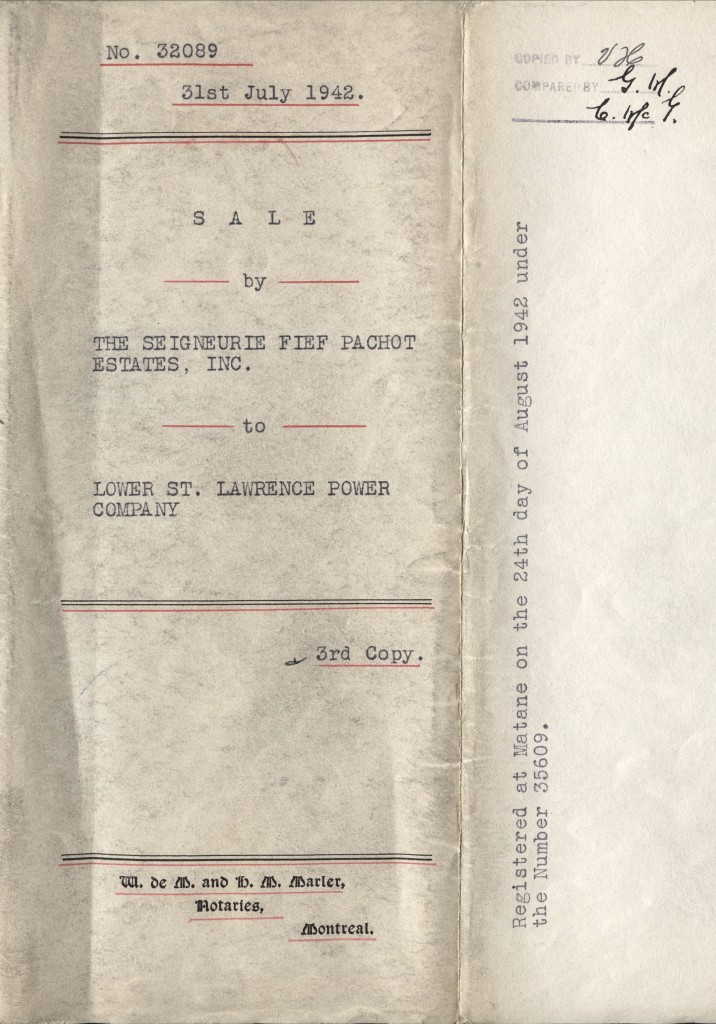 No. 32089
31st July 1942.
S A L E
by
THE SEIGNEURIE FIEF PACHOT
ESTATES, INC.
to
LOWER ST. LAWRENCE POWER
COMPANY
3rd Copy.
W. de M. and H. M. Marler,
Notaries,
Montreal.
COPIED BY V H
COMPARED BY G. M.
C. McG.
Registered at Matane on the 24th day of August 1942 under
the Number 35609.